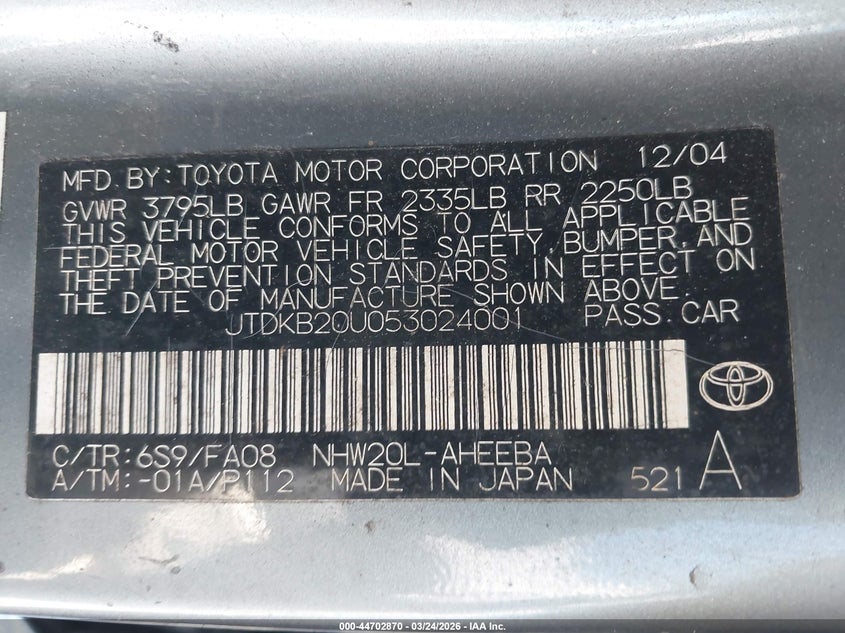 MFD.BY:TOYOTA MOTOR CORPORATION 12/04
GVWR 3795LB GAWR FR 2335LB RR 2250LB
THIS VEHICLE CONFORMS TO ALL APPLICABLE
FEDERAL MOTOR VEHICLE SAFETY,BUMPER,AND
THEFT PREVENTION STANDARDS IN EFFECT ON
THE DATE OF MANUFACTURE SHOWN ABOVE
JTDKB20U053024001 PASS.CAR
C/TR:6S9/FA08 NHW20L-AHEEBA
A/TM:-01A/P112 MADE IN JAPAN 521 A
000-44702870 - 03/24/2026 - IAA Inc.